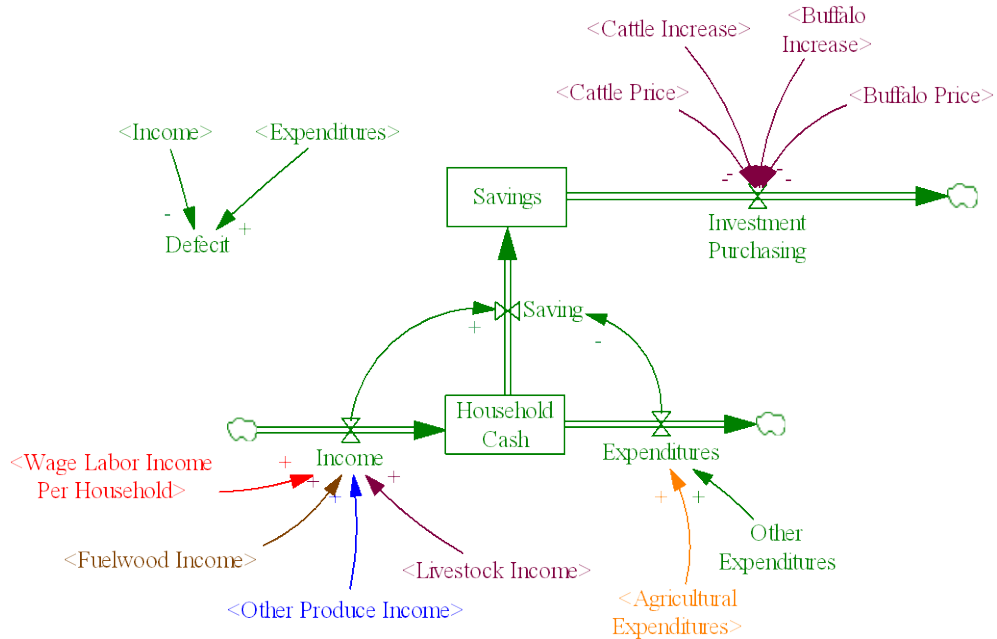 <Cattle Increase>
<Buffalo
Increase>
<Cattle Price>
<Buffalo Price>
<Income>
<Expenditures>
-
+
Defecit
Savings
- - - -
Investment
Purchasing
Saving
+
-
Household
Cash
Income
Expenditures
<Wage Labor Income
Per Household>
+
+
+
+
<Fuelwood Income>
<Other Produce Income>
<Livestock Income>
+
+
Other
Expenditures
<Agricultural
Expenditures>